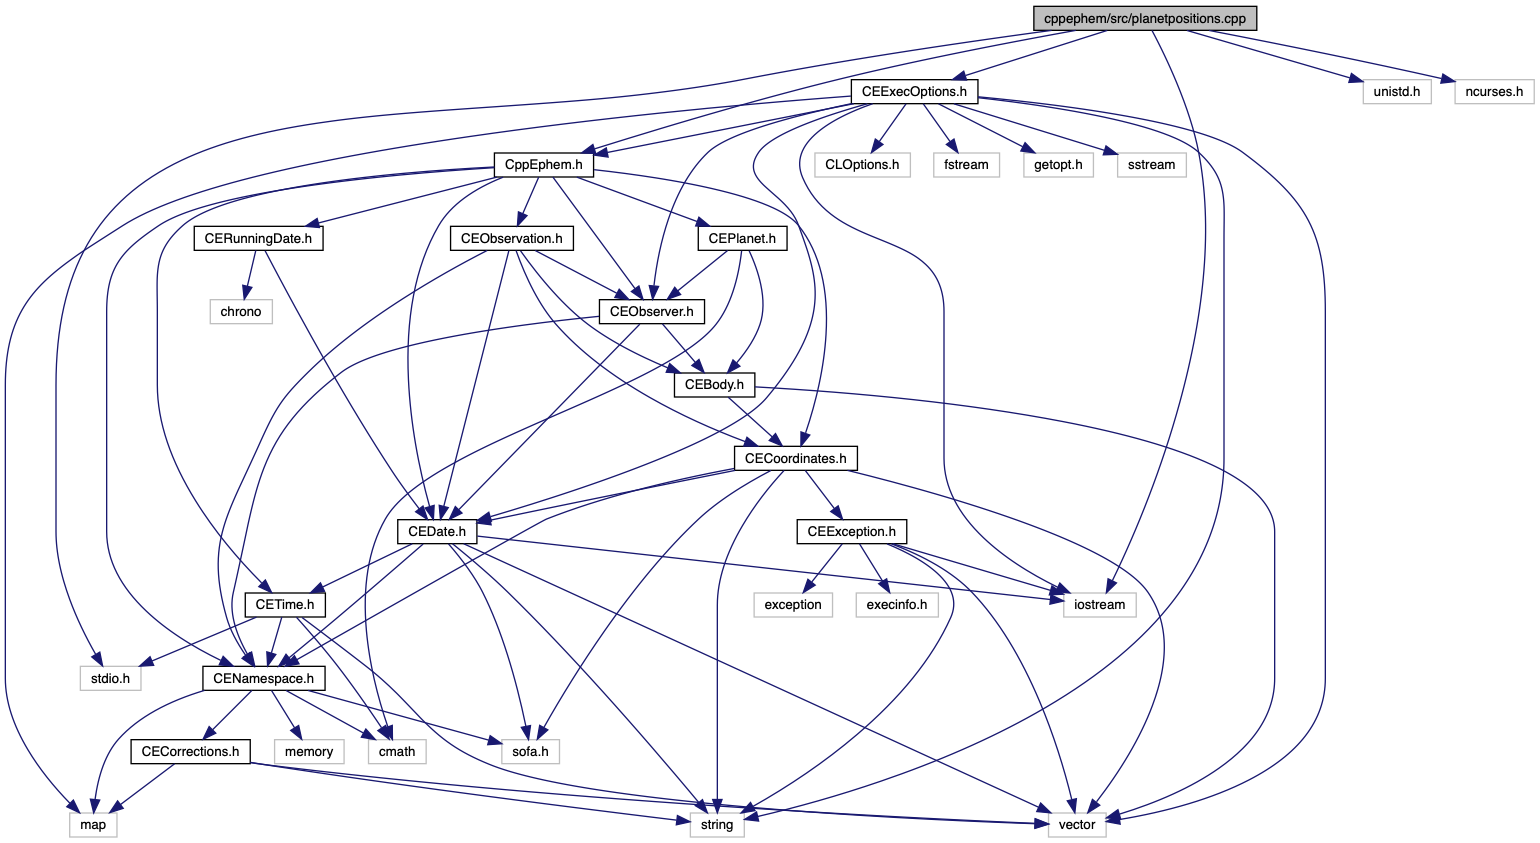 cppephem/src/planetpositions.cpp
CEExecOptions.h
unistd.h
ncurses.h
CppEphem.h
CLOptions.h
fstream
getopt.h
sstream
CERunningDate.h
CEObservation.h
CEPlanet.h
chrono
CEObserver.h
CEBody.h
CECoordinates.h
CEDate.h
CEException.h
CETime.h
exception
execinfo.h
iostream
stdio.h
CENamespace.h
CECorrections.h
memory
cmath
sofa.h
map
string
vector